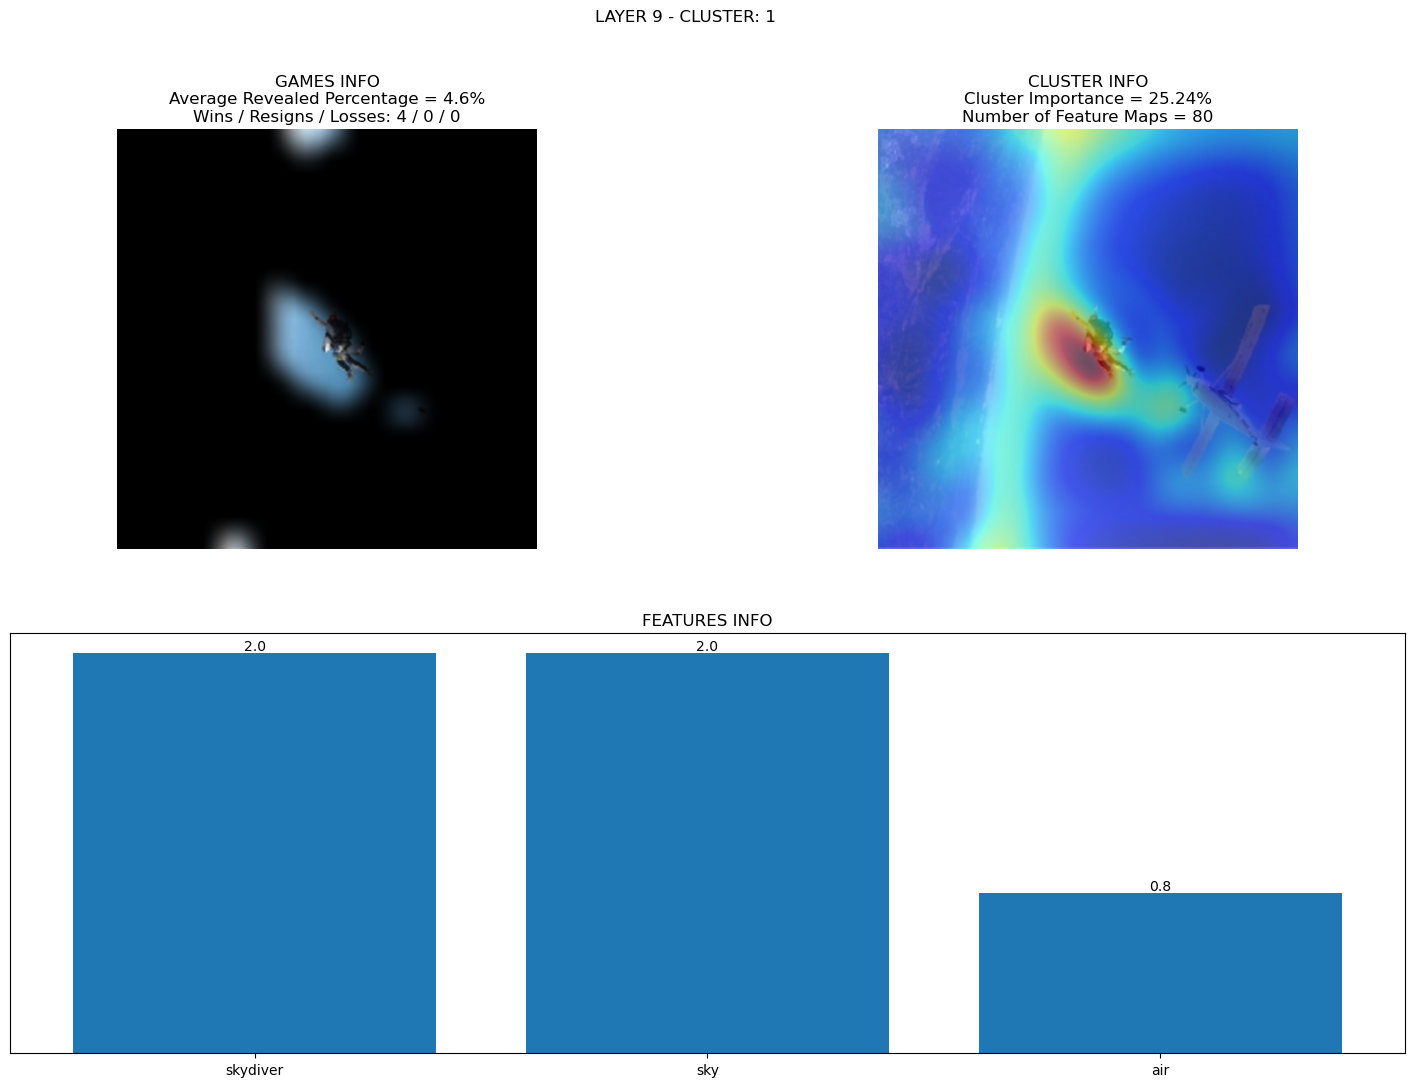 LAYER 9 - CLUSTER: 1
GAMES INFO
Average Revealed Percentage = 4.6%
Wins / Resigns / Losses: 4 / 0 / 0
CLUSTER INFO
Cluster Importance = 25.24%
Number of Feature Maps = 80
FEATURES INFO
2.0
2.0
0.8
skydiver
sky
air